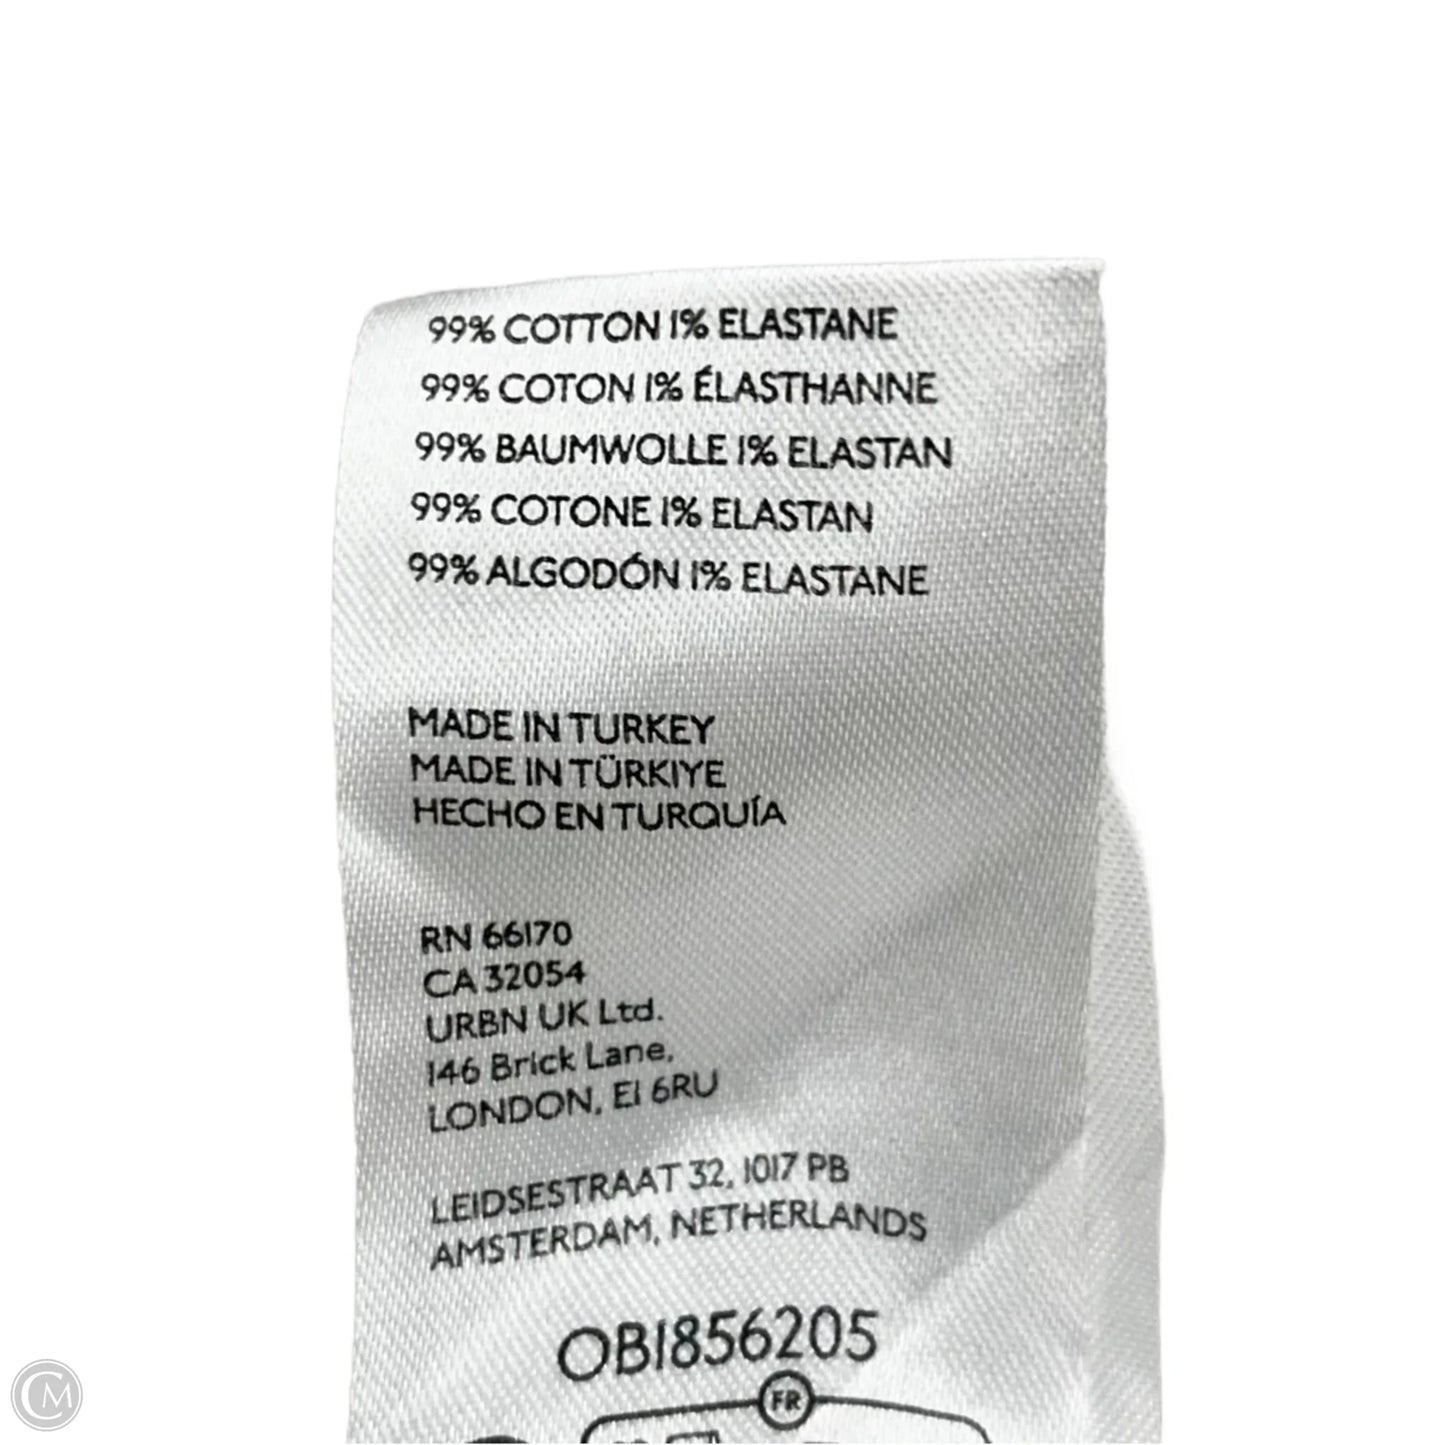 99% COTTON 1% ELASTANE
99% COTON 1% ÉLASTHANNE
99% BAUMWOLLE 1% ELASTAN
99% COTONE 1% ELASTAN
99% ALGODÓN 1% ELASTANE
MADE IN TURKEY
MADE IN TÜRKIYE
HECHO EN TURQUÍA
RN 66170
CA 32054
URBN UK Ltd.
146 Brick Lane,
LONDON, E1 6RU
LEIDSESTRAAT 32, 1017 PB
AMSTERDAM, NETHERLANDS
OB1856205
FR
CM